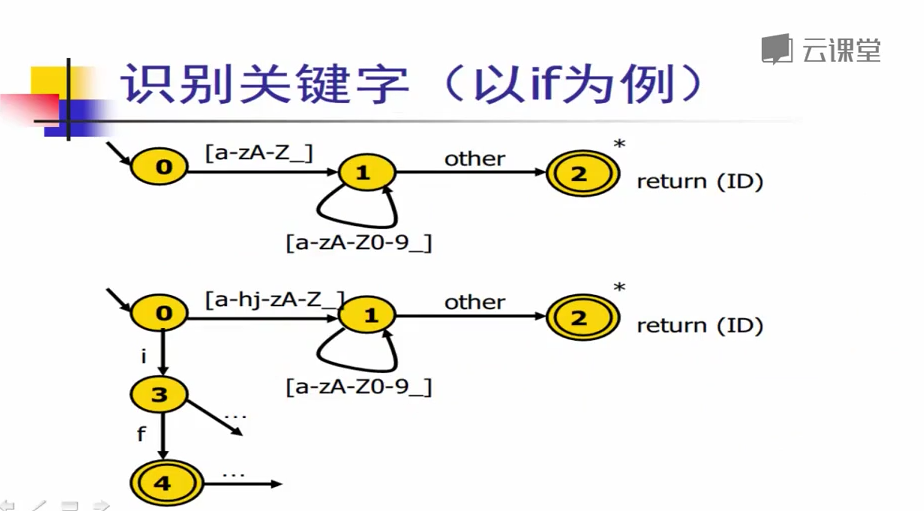 云课堂
识别关键字（以if为例）
0
[a-zA-Z_]
1
other
2
*
return (ID)
[a-zA-Z0-9_]
0
[a-hj-zA-Z_]
1
other
2
*
return (ID)
[a-zA-Z0-9_]
i
3
...
f
4
...